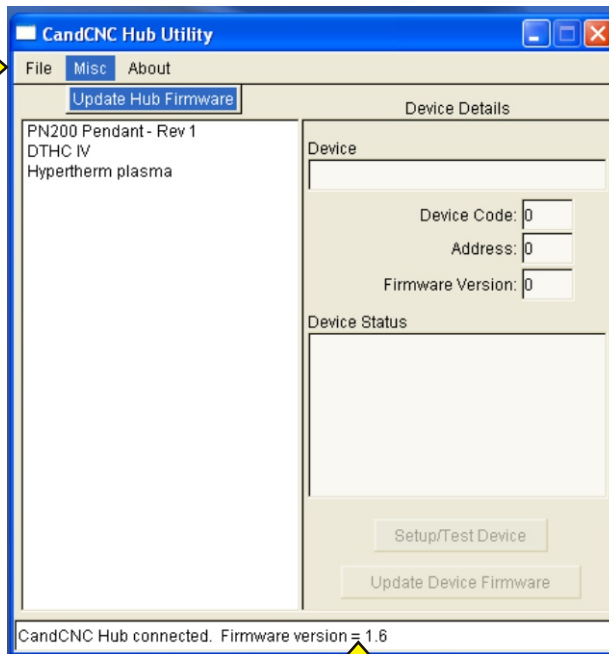 CandCNC Hub Utility
File Misc About
Update Hub Firmware
Device Details
PN200 Pendant - Rev 1
DTHC IV
Hypertherm plasma
Device
Device Code: 0
Address: 0
Firmware Version: 0
Device Status
Setup/Test Device
Update Device Firmware
CandCNC Hub connected. Firmware version = 1.6